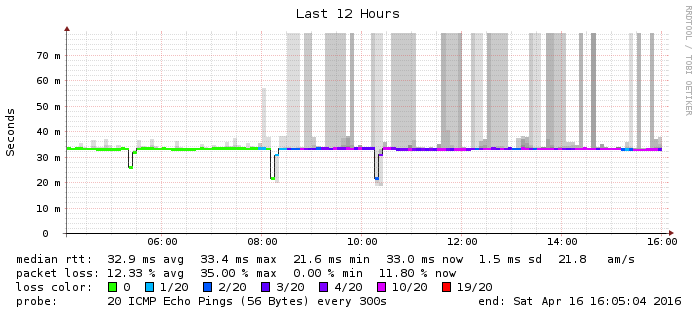 Last 12 Hours
RRDTOOL / TOBI OETIKER
Seconds
70 m
60 m
50 m
40 m
30 m
20 m
10 m
0
06:00 08:00 10:00 12:00 14:00 16:00
median rtt: 32.9 ms avg 33.4 ms max 21.6 ms min 33.0 ms now 1.5 ms sd 21.8 am/s
packet loss: 12.33 % avg 35.00 % max 0.00 % min 11.80 % now
loss color: 0 1/20 2/20 3/20 4/20 10/20 19/20
probe: 20 ICMP Echo Pings (56 Bytes) every 300s end: Sat Apr 16 16:05:04 2016